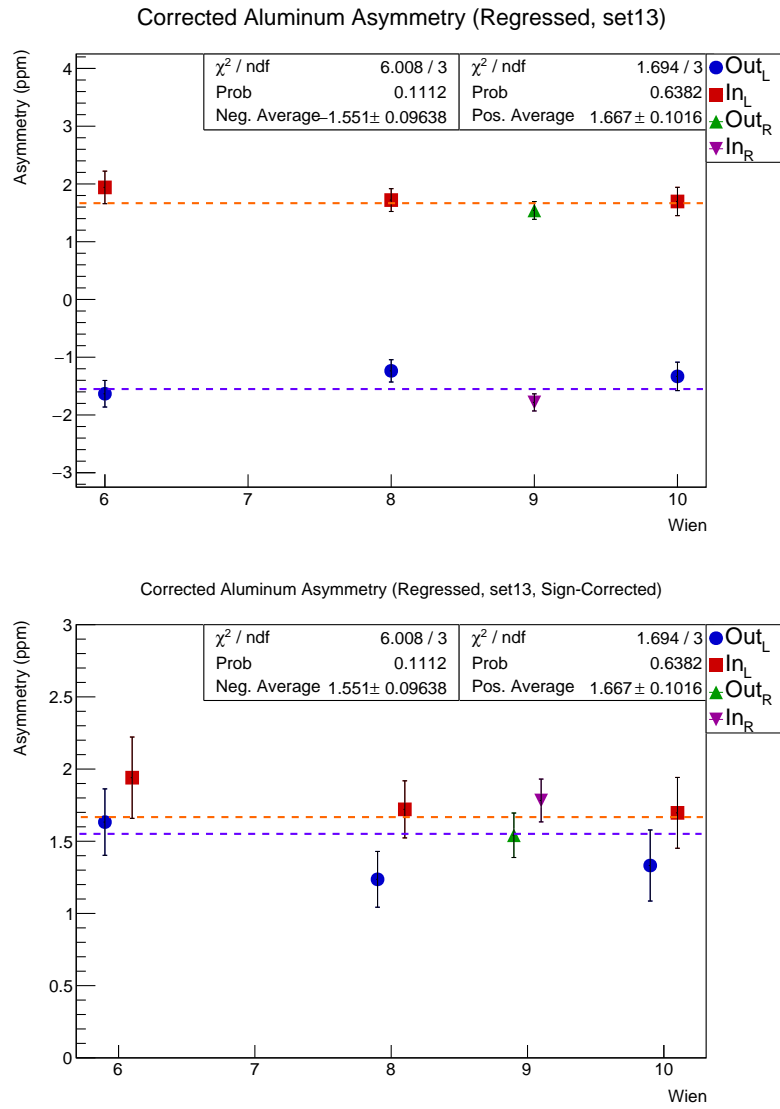 Corrected Aluminum Asymmetry (Regressed, set13)
χ² / ndf 6.008 / 3
Prob 0.1112
Neg. Average −1.551± 0.09638
χ² / ndf 1.694 / 3
Prob 0.6382
Pos. Average 1.667 ± 0.1016
Out_L
In_L
Out_R
In_R
Asymmetry (ppm)
4
3
2
1
0
−1
−2
−3
6 7 8 9 10
Wien
Corrected Aluminum Asymmetry (Regressed, set13, Sign-Corrected)
χ² / ndf 6.008 / 3
Prob 0.1112
Neg. Average 1.551± 0.09638
χ² / ndf 1.694 / 3
Prob 0.6382
Pos. Average 1.667 ± 0.1016
Out_L
In_L
Out_R
In_R
Asymmetry (ppm)
3
2.5
2
1.5
1
0.5
0
6 7 8 9 10
Wien